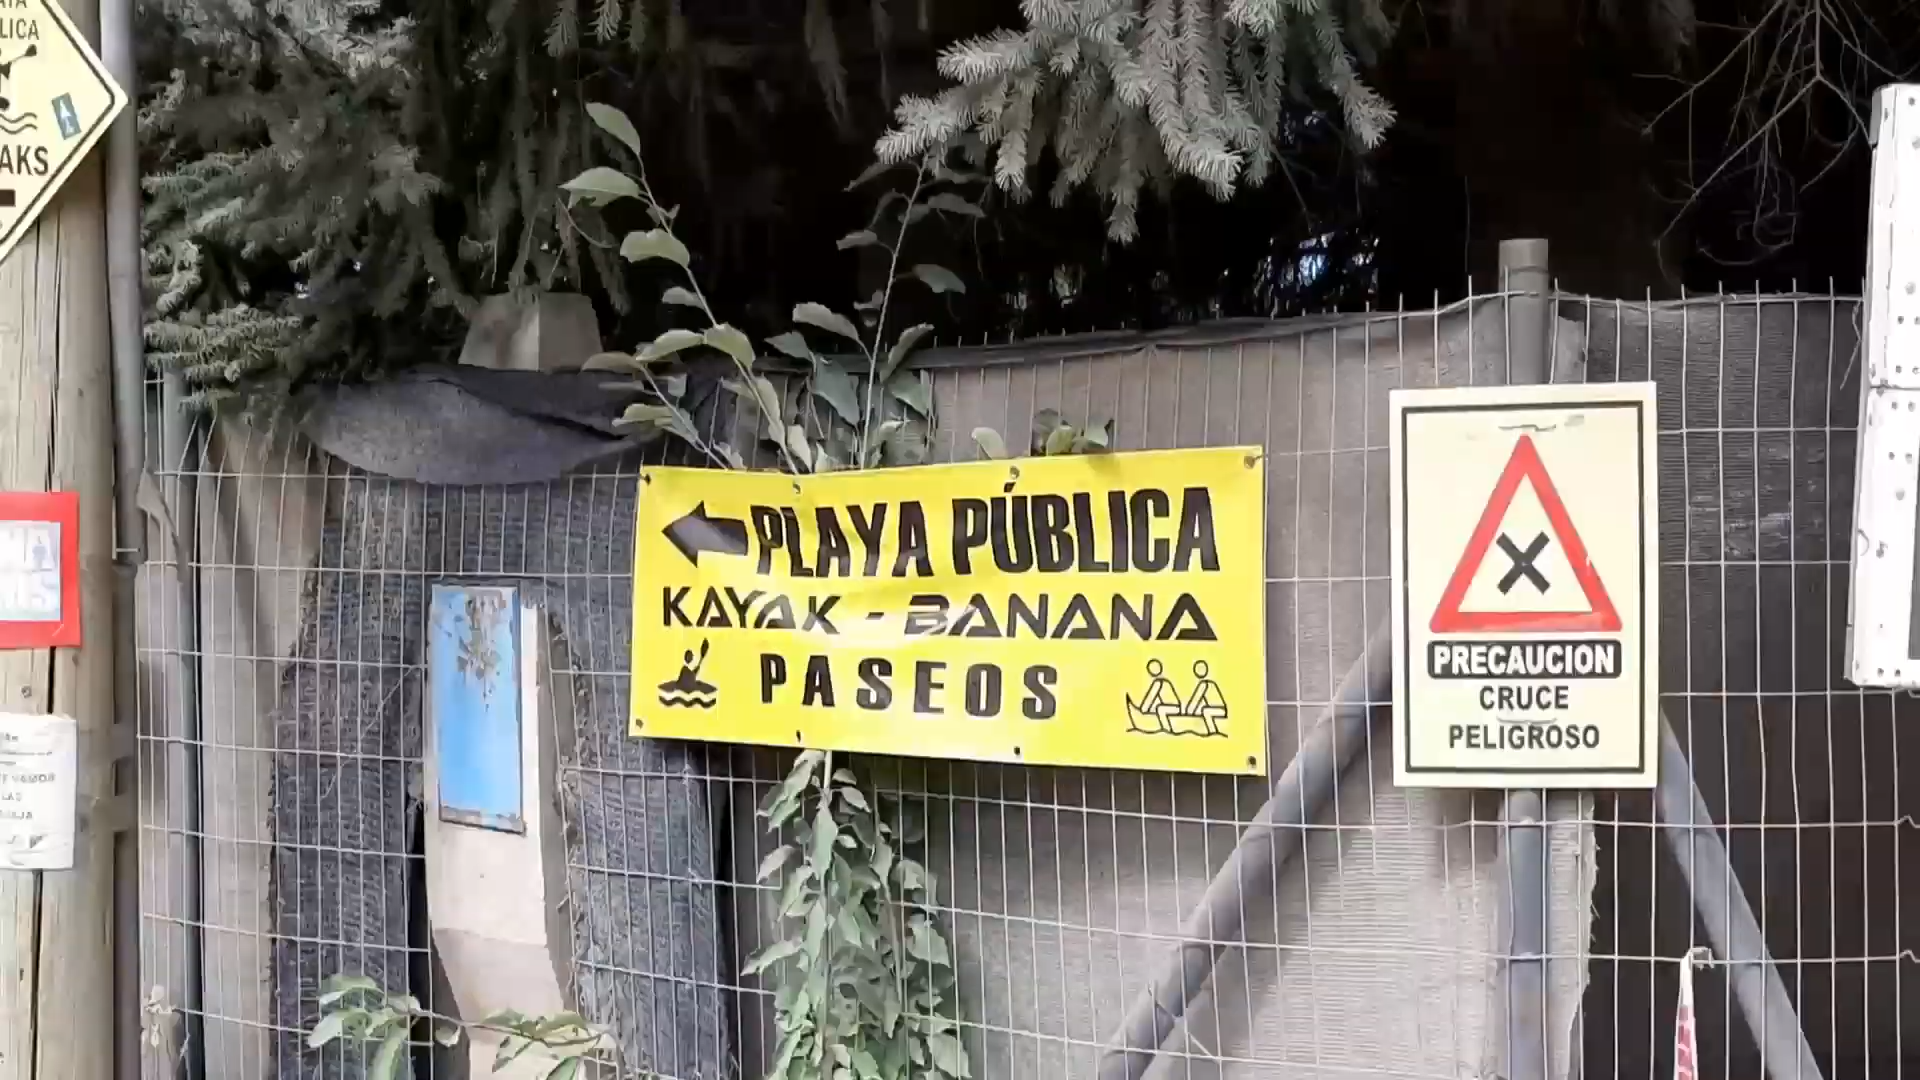 AKS
PLAYA PÚBLICA
KAYAK - BANANA
PASEOS
PRECAUCION
CRUCE
PELIGROSO